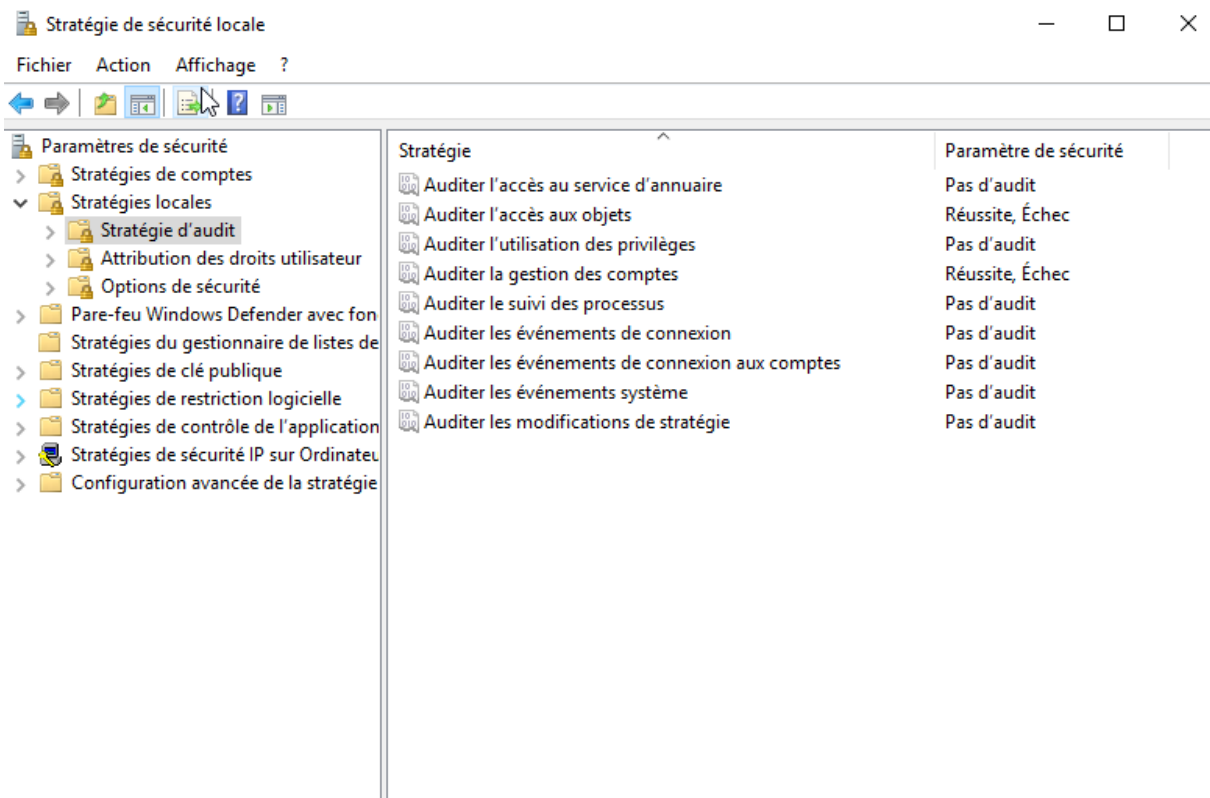 Stratégie de sécurité locale
Fichier Action Affichage ?
Paramètres de sécurité
Stratégies de comptes
Stratégies locales
Stratégie d'audit
Attribution des droits utilisateur
Options de sécurité
Pare-feu Windows Defender avec fon
Stratégies du gestionnaire de listes de
Stratégies de clé publique
Stratégies de restriction logicielle
Stratégies de contrôle de l'application
Stratégies de sécurité IP sur Ordinateu
Configuration avancée de la stratégie
Stratégie Paramètre de sécurité
Auditer l'accès au service d'annuaire Pas d'audit
Auditer l'accès aux objets Réussite, Échec
Auditer l'utilisation des privilèges Pas d'audit
Auditer la gestion des comptes Réussite, Échec
Auditer le suivi des processus Pas d'audit
Auditer les événements de connexion Pas d'audit
Auditer les événements de connexion aux comptes Pas d'audit
Auditer les événements système Pas d'audit
Auditer les modifications de stratégie Pas d'audit